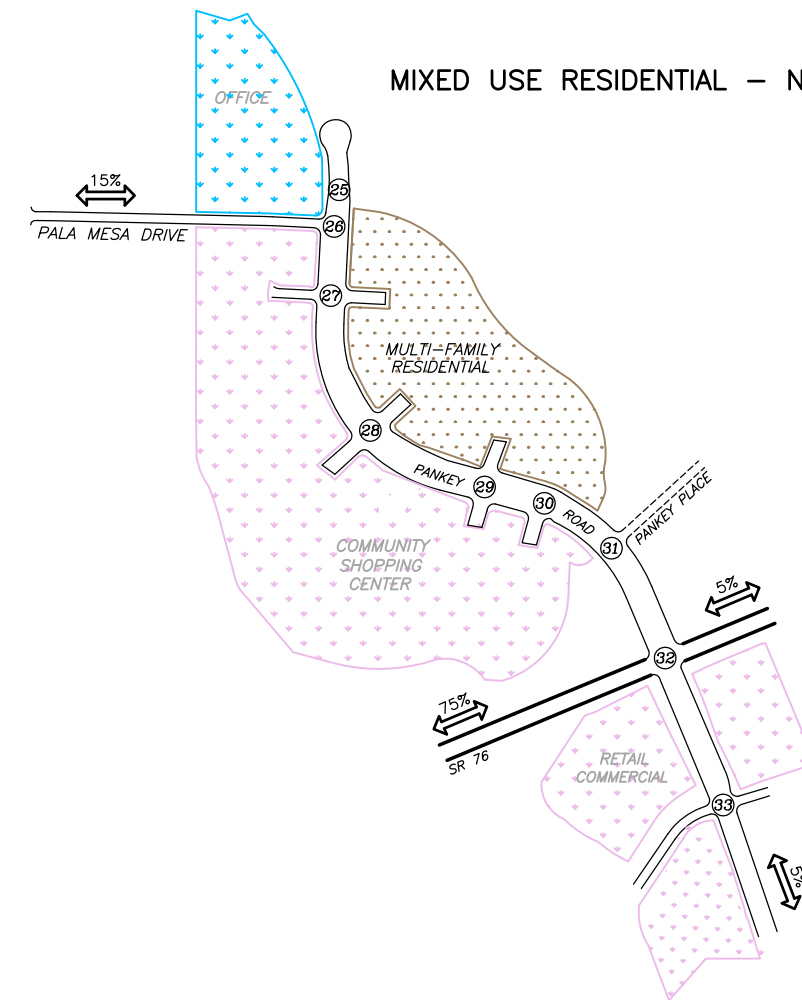 MIXED USE RESIDENTIAL – N
OFFICE
15%
25
26
PALA MESA DRIVE
27
MULTI–FAMILY
RESIDENTIAL
28
PANKEY
29
30
ROAD
31
PANKEY PLACE
COMMUNITY
SHOPPING
CENTER
5%
32
75%
SR 76
RETAIL
COMMERCIAL
33
5%